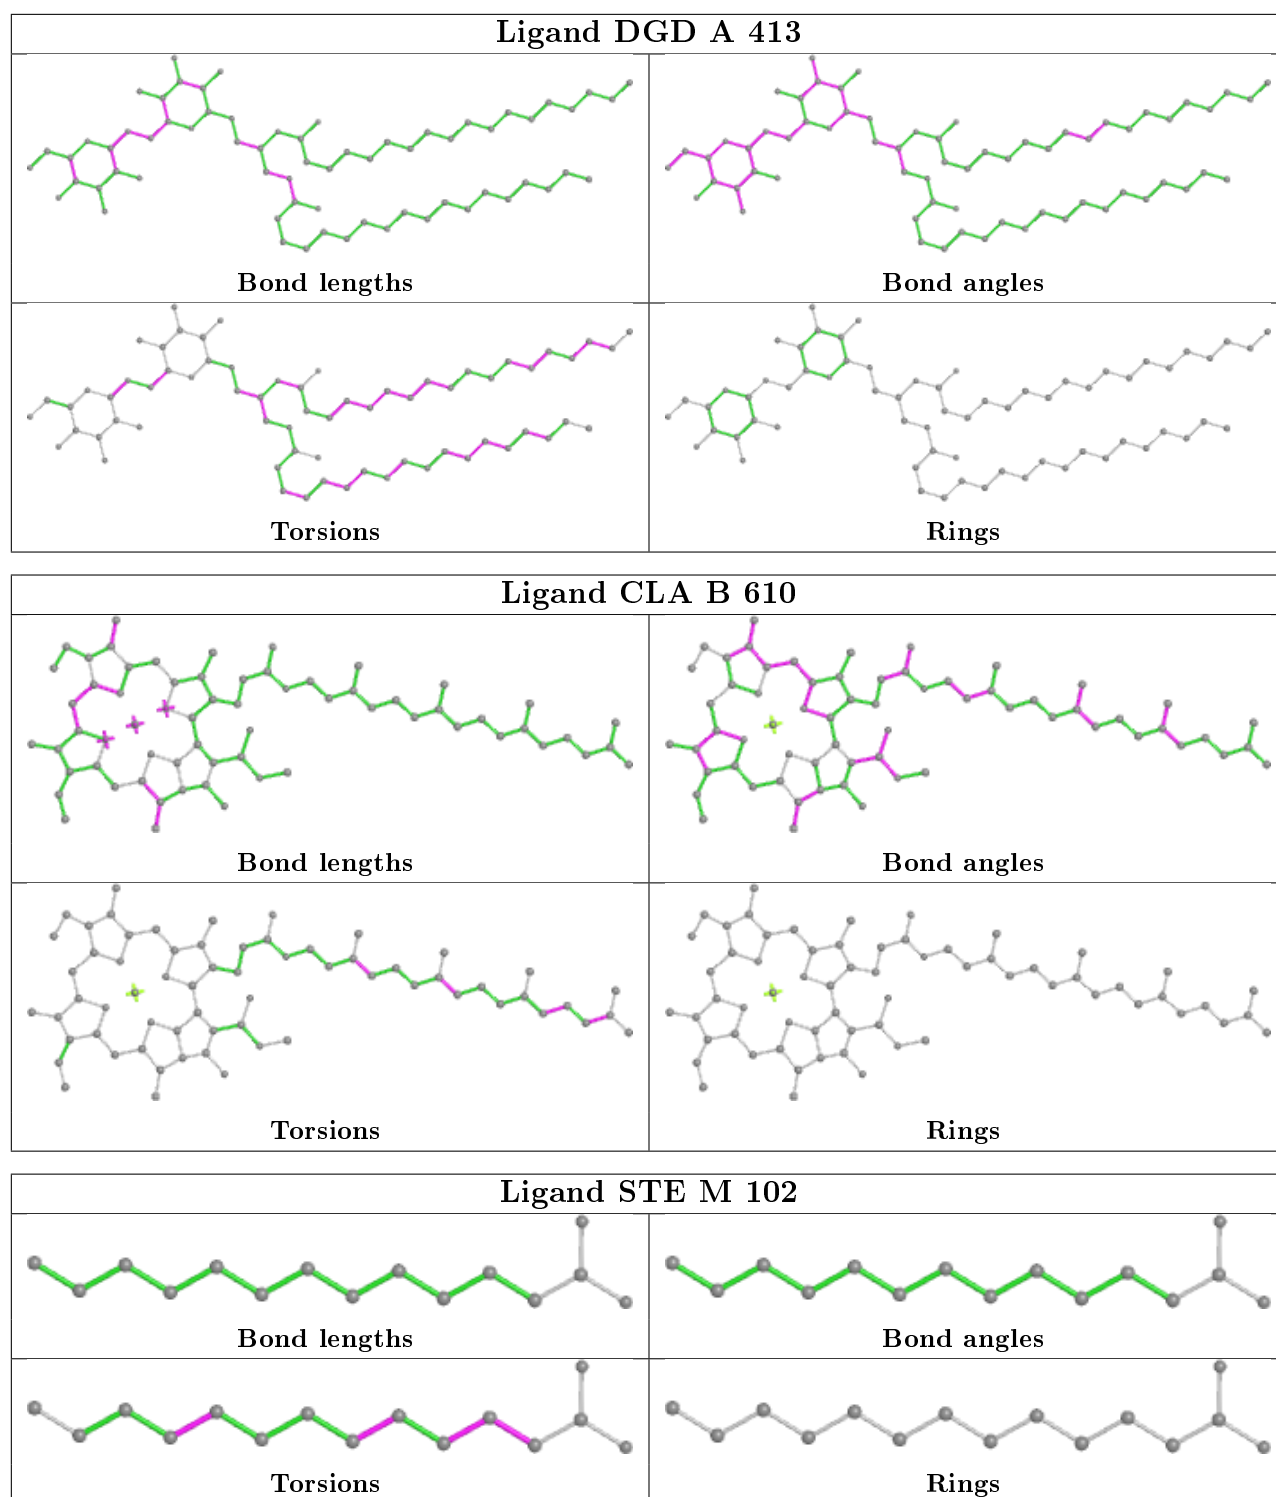 Ligand DGD A 413
Bond lengths
Bond angles
Torsions
Rings
Ligand CLA B 610
Bond lengths
Bond angles
Torsions
Rings
Ligand STE M 102
Bond lengths
Bond angles
Torsions
Rings